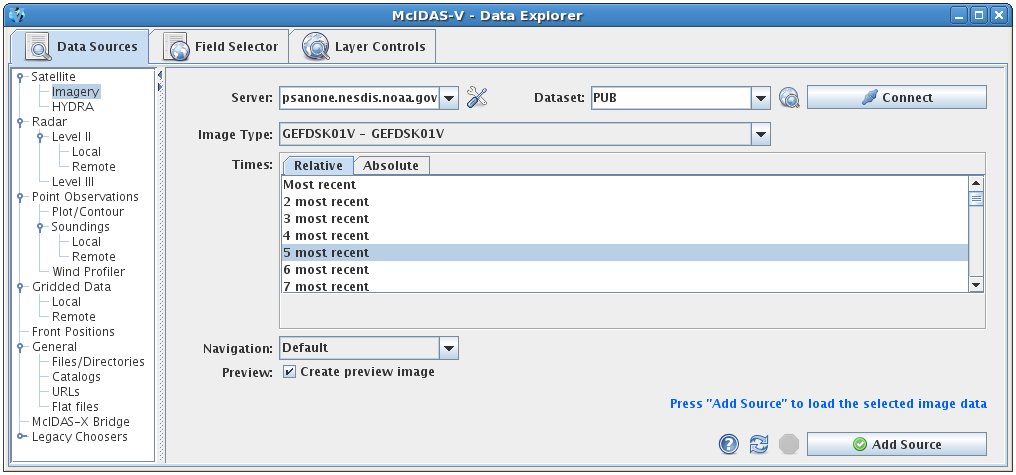 McIDAS-V - Data Explorer
Data Sources
Field Selector
Layer Controls
Satellite
Imagery
HYDRA
Radar
Level II
Local
Remote
Level III
Point Observations
Plot/Contour
Soundings
Local
Remote
Wind Profiler
Gridded Data
Local
Remote
Front Positions
General
Files/Directories
Catalogs
URLs
Flat files
McIDAS-X Bridge
Legacy Choosers
Server: psanone.nesdis.noaa.gov Dataset: PUB Connect
Image Type: GEFDSK01V - GEFDSK01V
Times: Relative Absolute
Most recent
2 most recent
3 most recent
4 most recent
5 most recent
6 most recent
7 most recent
Navigation: Default
Preview: Create preview image
Press "Add Source" to load the selected image data
? Add Source